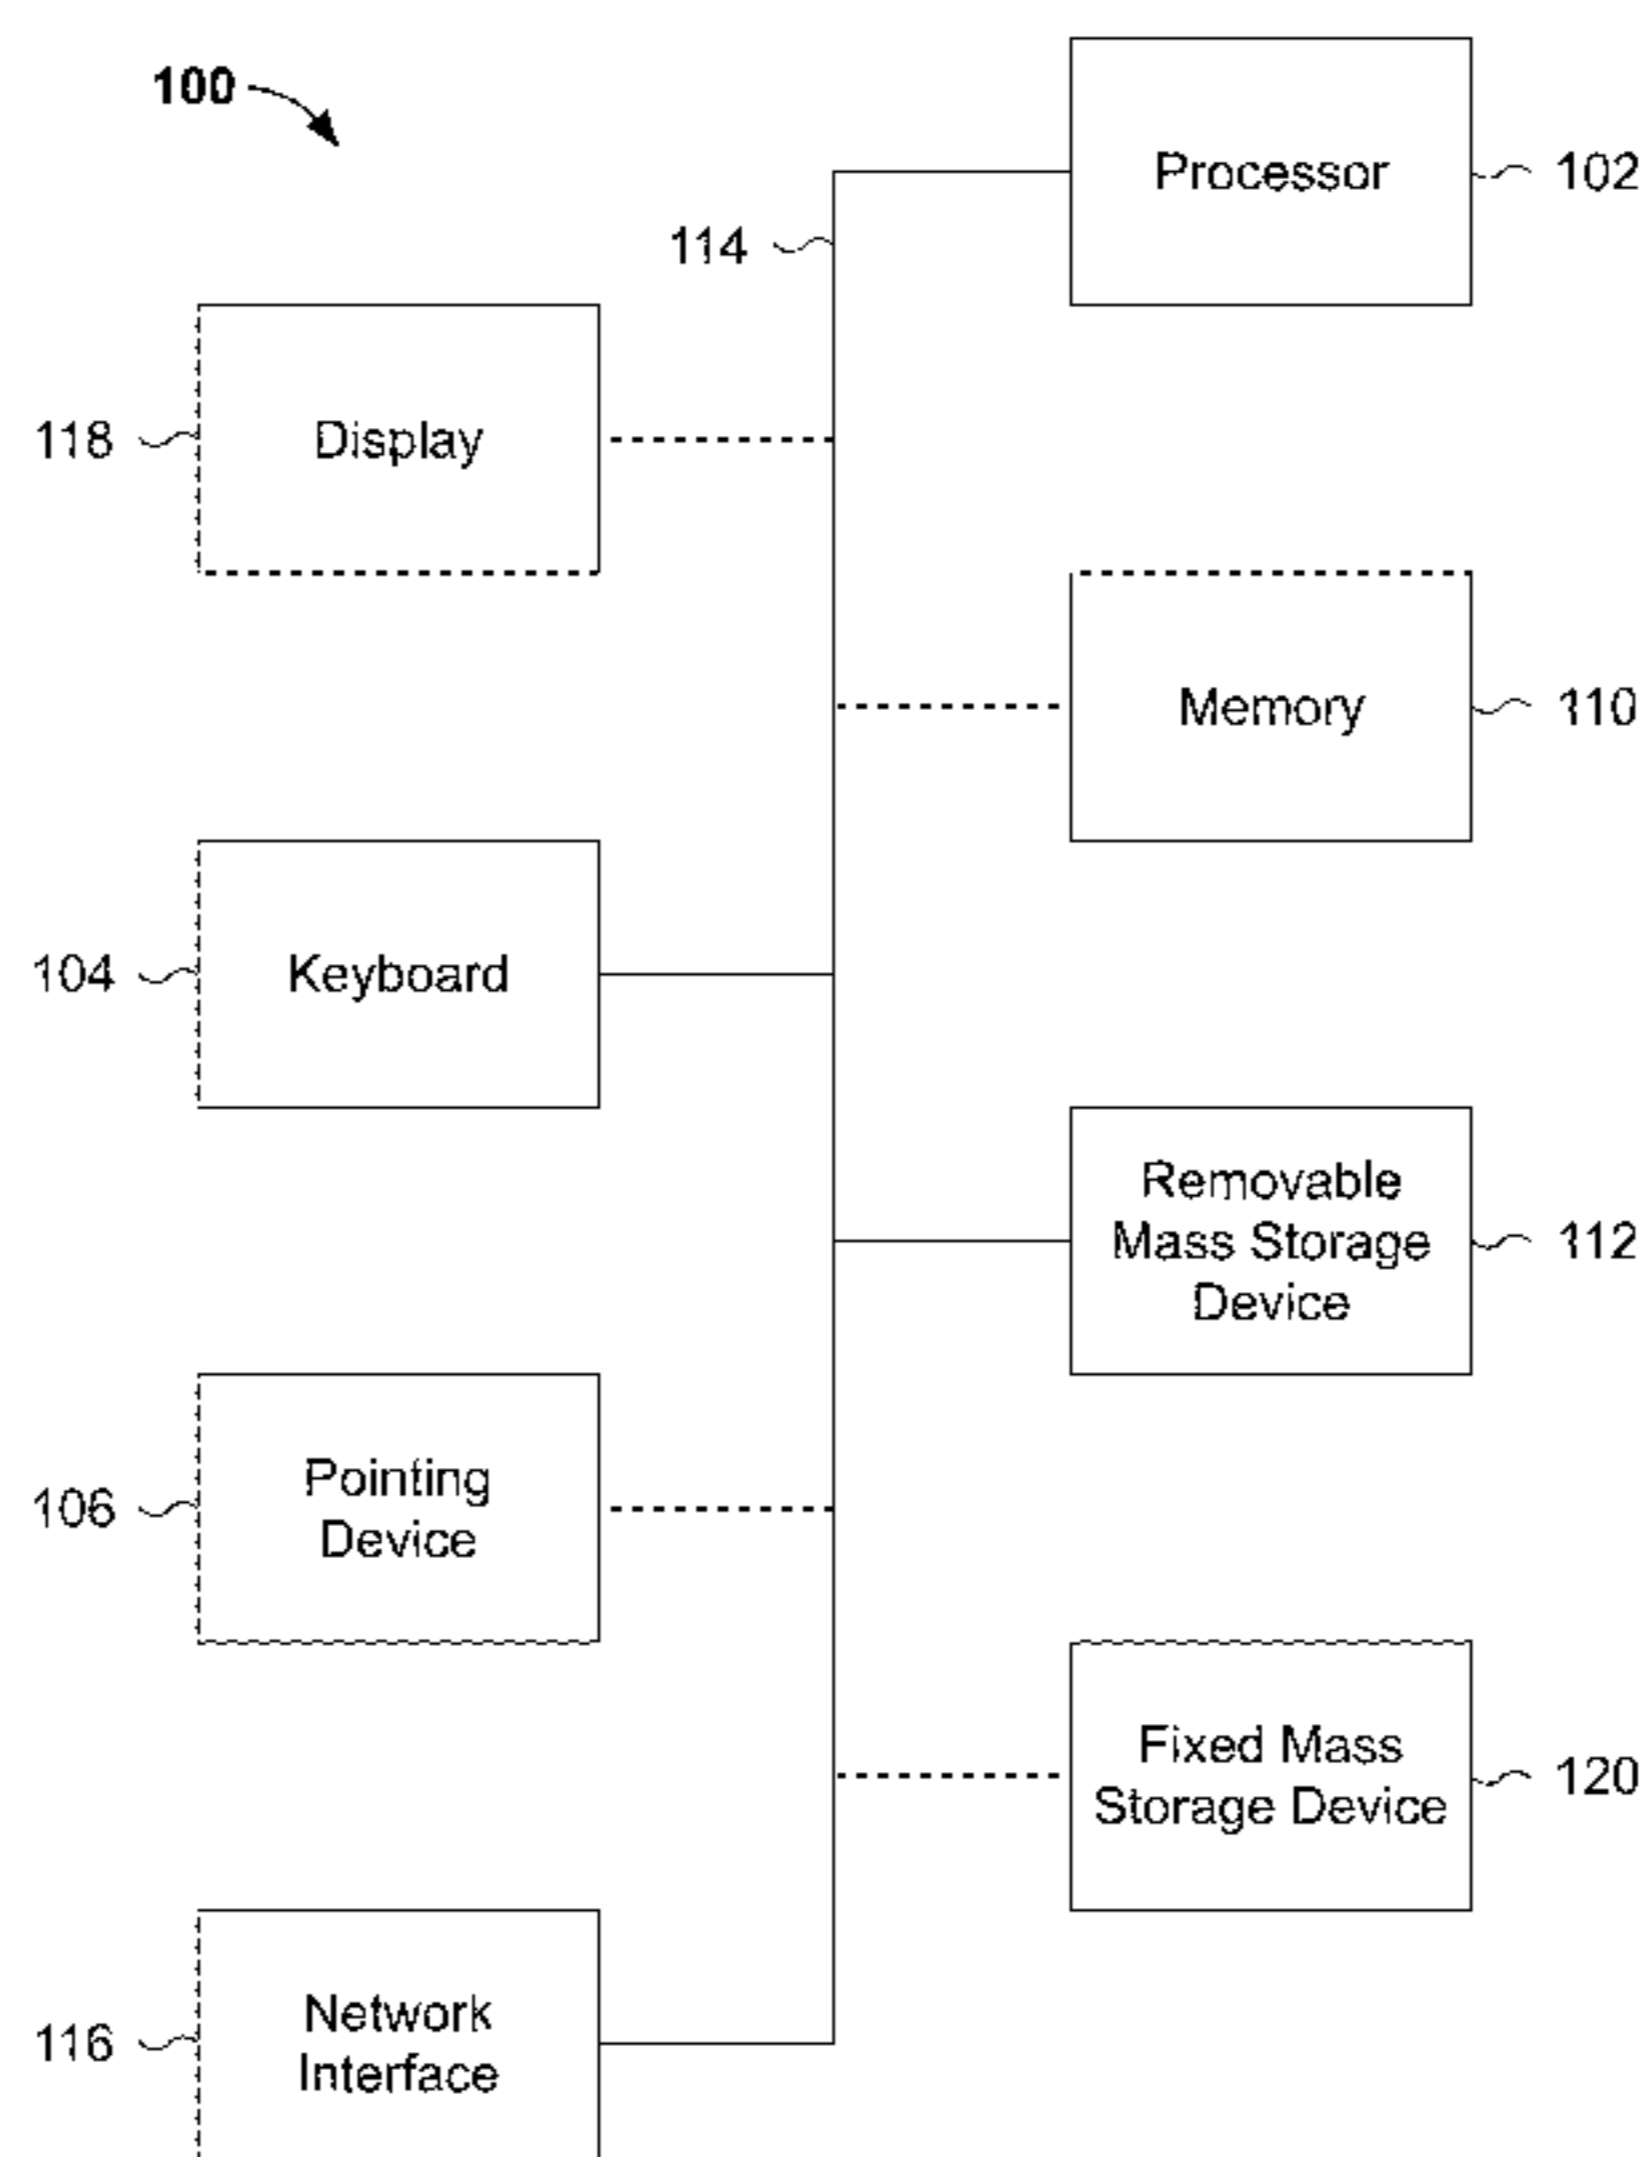 100
Processor
102
114
118
Display
Memory
110
104
Keyboard
Removable
Mass Storage
Device
112
106
Pointing
Device
Fixed Mass
Storage Device
120
116
Network
Interface